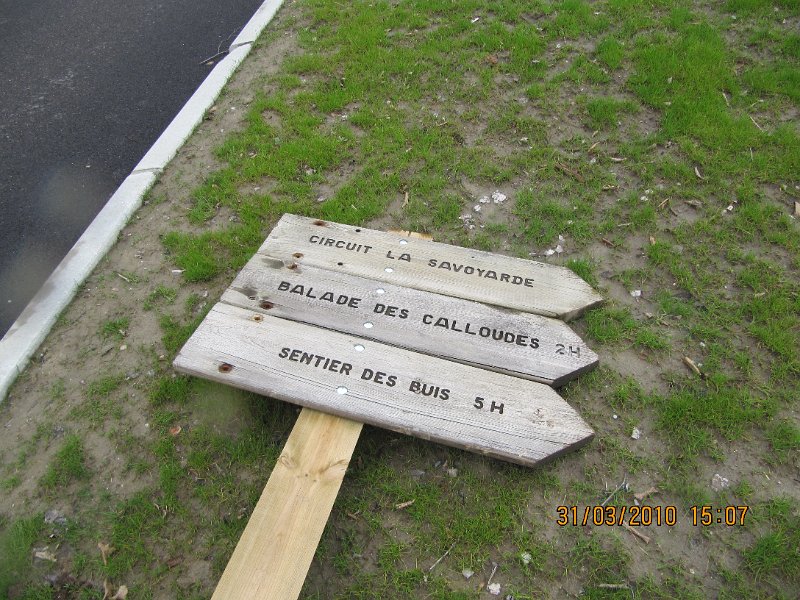 CIRCUIT LA SAVOYARDE
BALADE DES CALLOUDES 2H
SENTIER DES BUIS 5H
31/03/2010 15:07